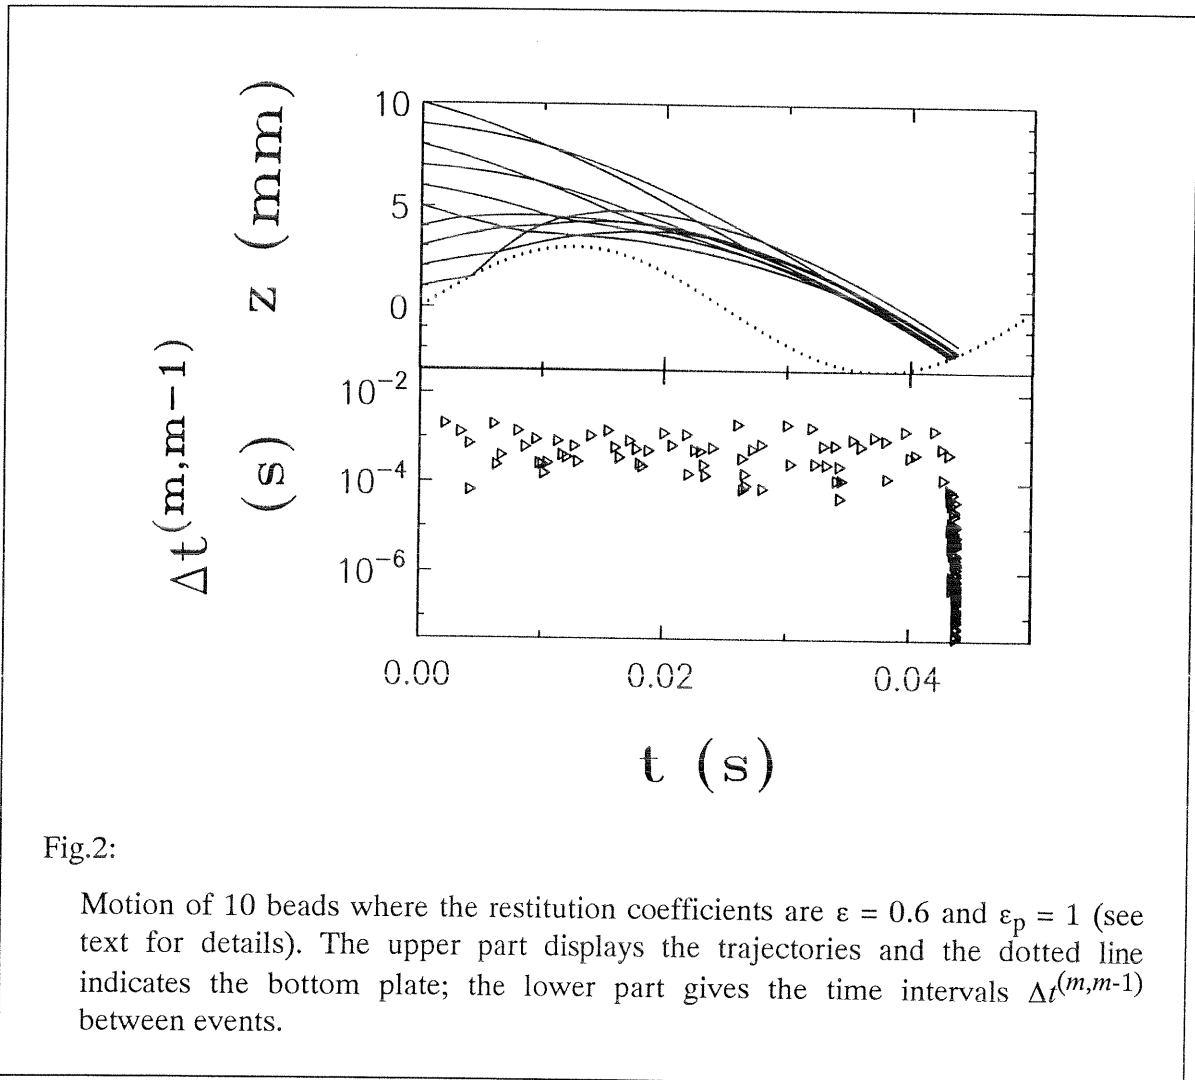 10
5
0
z (mm)
10⁻²
10⁻⁴
10⁻⁶
Δt⁽ᵐ,ᵐ⁻¹⁾
(s)
0.00 0.02 0.04
t (s)
Fig.2:
Motion of 10 beads where the restitution coefficients are ε = 0.6 and εₚ = 1 (see
text for details). The upper part displays the trajectories and the dotted line
indicates the bottom plate; the lower part gives the time intervals Δt(m,m-1)
between events.